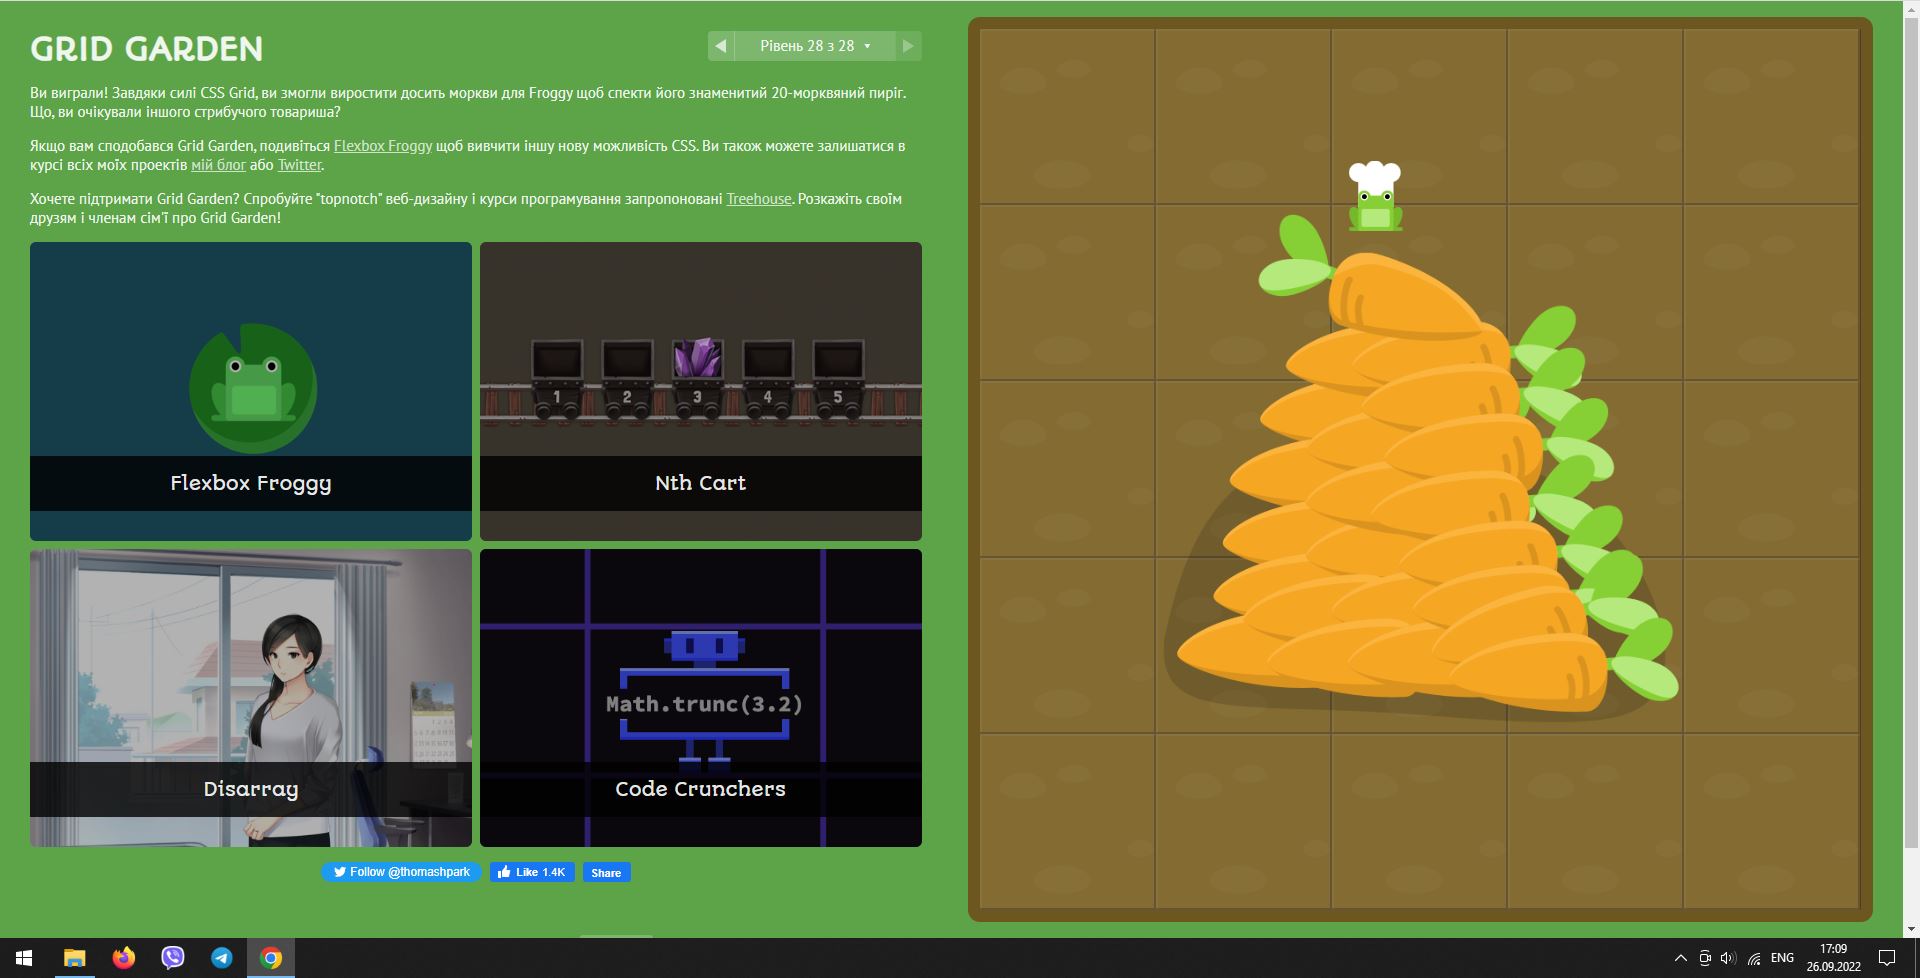 GRID GARDEN
Рівень 28 з 28
Ви виграли! Завдяки силі CSS Grid, ви змогли виростити досить моркви для Froggy щоб спекти його знаменитий 20-морквяний пиріг.
Що, ви очікували іншого стрибучого товариша?
Якщо вам сподобався Grid Garden, подивіться Flexbox Froggy щоб вивчити іншу нову можливість CSS. Ви також можете залишатися в
курсі всіх моїх проектів мій блог або Twitter.
Хочете підтримати Grid Garden? Спробуйте "topnotch" веб-дизайну і курси програмування запропоновані Treehouse. Розкажіть своїм
друзям і членам сім'ї про Grid Garden!
1 2 3 4 5
Flexbox Froggy
Nth Cart
Math.trunc(3.2)
Disarray
Code Crunchers
Follow @thomashpark
Like 1.4K
Share
ENG
17:09
26.09.2022